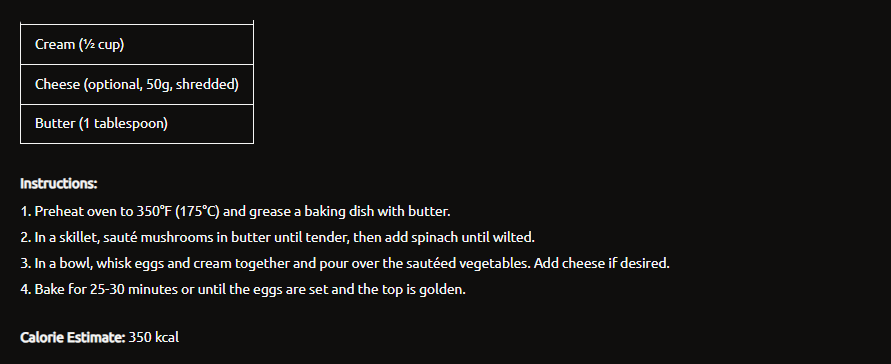 Cream (½ cup)
Cheese (optional, 50g, shredded)
Butter (1 tablespoon)
Instructions:
1. Preheat oven to 350°F (175°C) and grease a baking dish with butter.
2. In a skillet, sauté mushrooms in butter until tender, then add spinach until wilted.
3. In a bowl, whisk eggs and cream together and pour over the sautéed vegetables. Add cheese if desired.
4. Bake for 25-30 minutes or until the eggs are set and the top is golden.
Calorie Estimate: 350 kcal